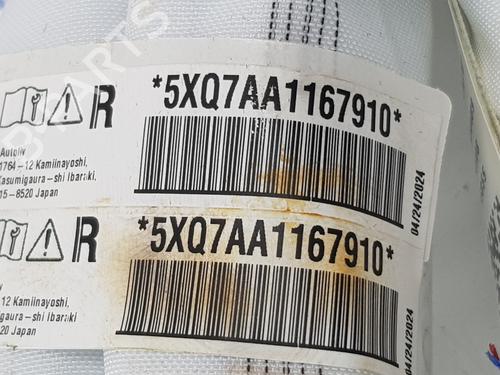 *5XQ7AA1167910*
R
Autoliv
1764-12 Kamiinayoshi,
Kasumigaura-shi Ibaraki,
15-8520 Japan
04/24/2024
*5XQ7AA1167910*
R
12 Kamiinayoshi,
igaura-shi Ibaraki
20 Japan
04/24/2024